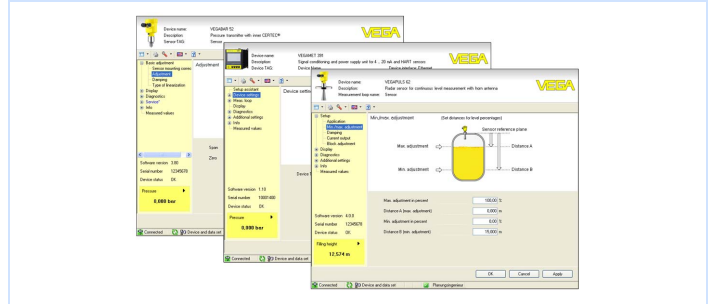 Device name VEGABAR 52
Description Pressure transmitter with inner CERTEC®
Sensor-TAG Sensor
VEGA
Basic adjustment
Sensor mounting correction
Adjustment
Damping
Type of linearization
Display
Diagnostics
Service
Info
Measured values
Adjustment
Span
Zero
Software version 3.80
Serial number 12345678
Device status OK
Pressure
0,000 bar
Connected Device and data set
Device name VEGAMET 391
Description Signal conditioning and power supply unit for 4 ... 20 mA and HART sensors
Device TAG
VEGA
Setup assistant
Device settings
Meas. loop
Display
Diagnostics
Additional settings
Info
Measured values
Device
Software version 1.10
Serial number
Device status OK
Pressure
0,000 bar
Connected Device and data set
Device name VEGAPULS 62
Description: Radar sensor for continuous level measurement with horn antenna
Measurement loop name: Sensor
VEGA
Setup
Application
Min./max. adjustment
Damping
Current output
Block adjustment
Display
Diagnostics
Additional settings
Info
Measured values
Min./max. adjustment (Set distances for level percentages)
Sensor reference plane
Max. adjustment Distance A
Min. adjustment Distance B
Max. adjustment in percent 100,00 %
Distance A (max. adjustment) 0,000 m
Min. adjustment in percent 0,00 %
Distance B (min. adjustment) 15,000 m
Software version 4.0.0
Serial number 12345678
Device status OK
Filling height
12,574 m
OK Cancel Apply
Connected Device and data set Planungsingenieur